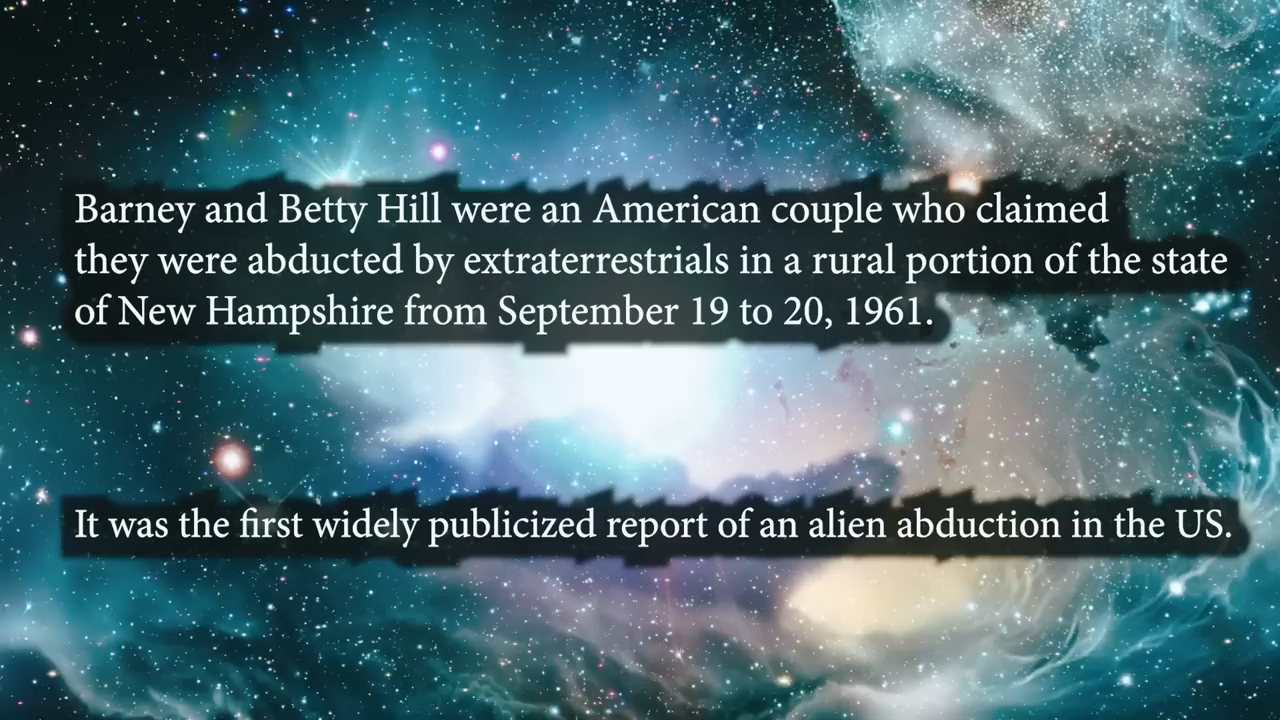 Barney and Betty Hill were an American couple who claimed
they were abducted by extraterrestrials in a rural portion of the state
of New Hampshire from September 19 to 20, 1961.
It was the first widely publicized report of an alien abduction in the US.